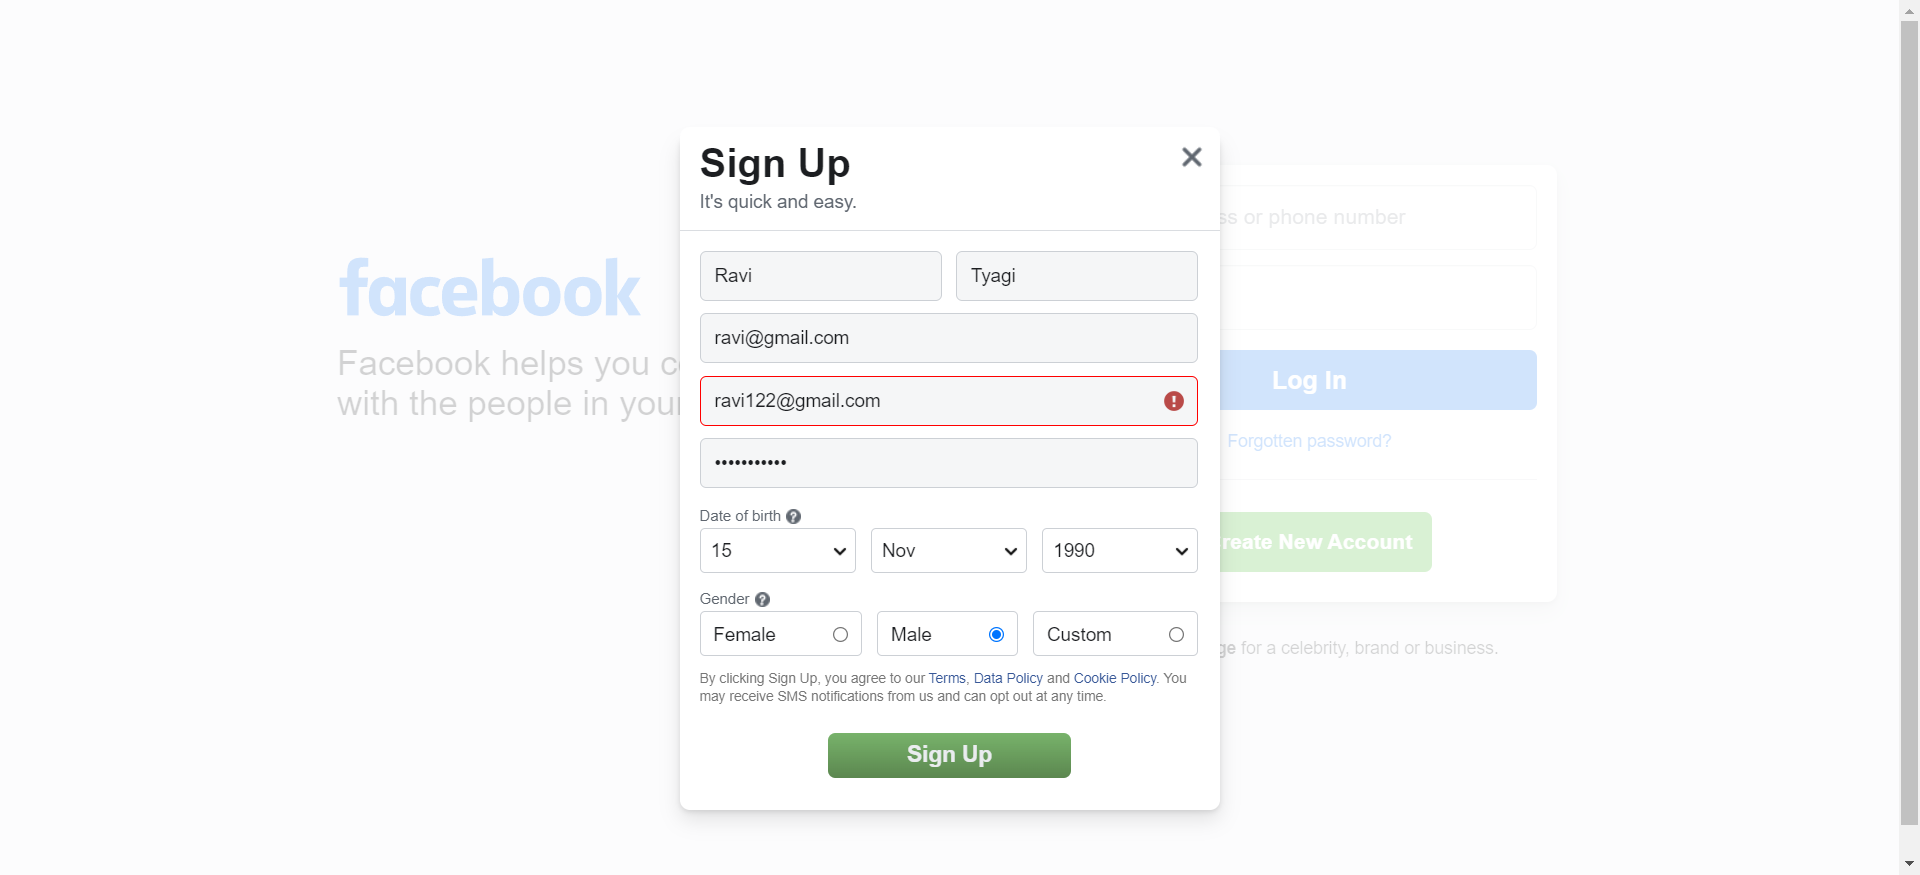 Sign Up
It's quick and easy.
Ravi
Tyagi
ravi@gmail.com
ravi122@gmail.com
•••••••••••
Date of birth ?
15
Nov
1990
Gender ?
Female
Male
Custom
By clicking Sign Up, you agree to our Terms, Data Policy and Cookie Policy. You
may receive SMS notifications from us and can opt out at any time.
Sign Up
facebook
Facebook helps you
with the people in
or phone number
Log In
Forgotten password?
New Account
for a celebrity, brand or business.